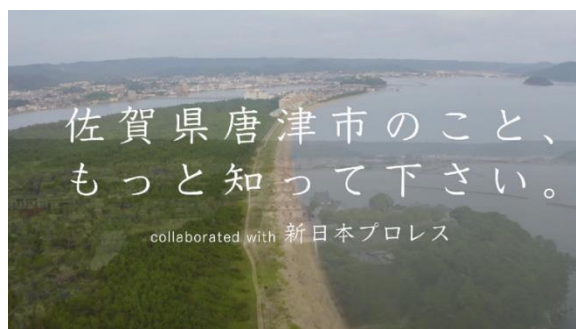 佐賀県唐津市のこと、
もっと知って下さい。
collaborated with 新日本プロレス